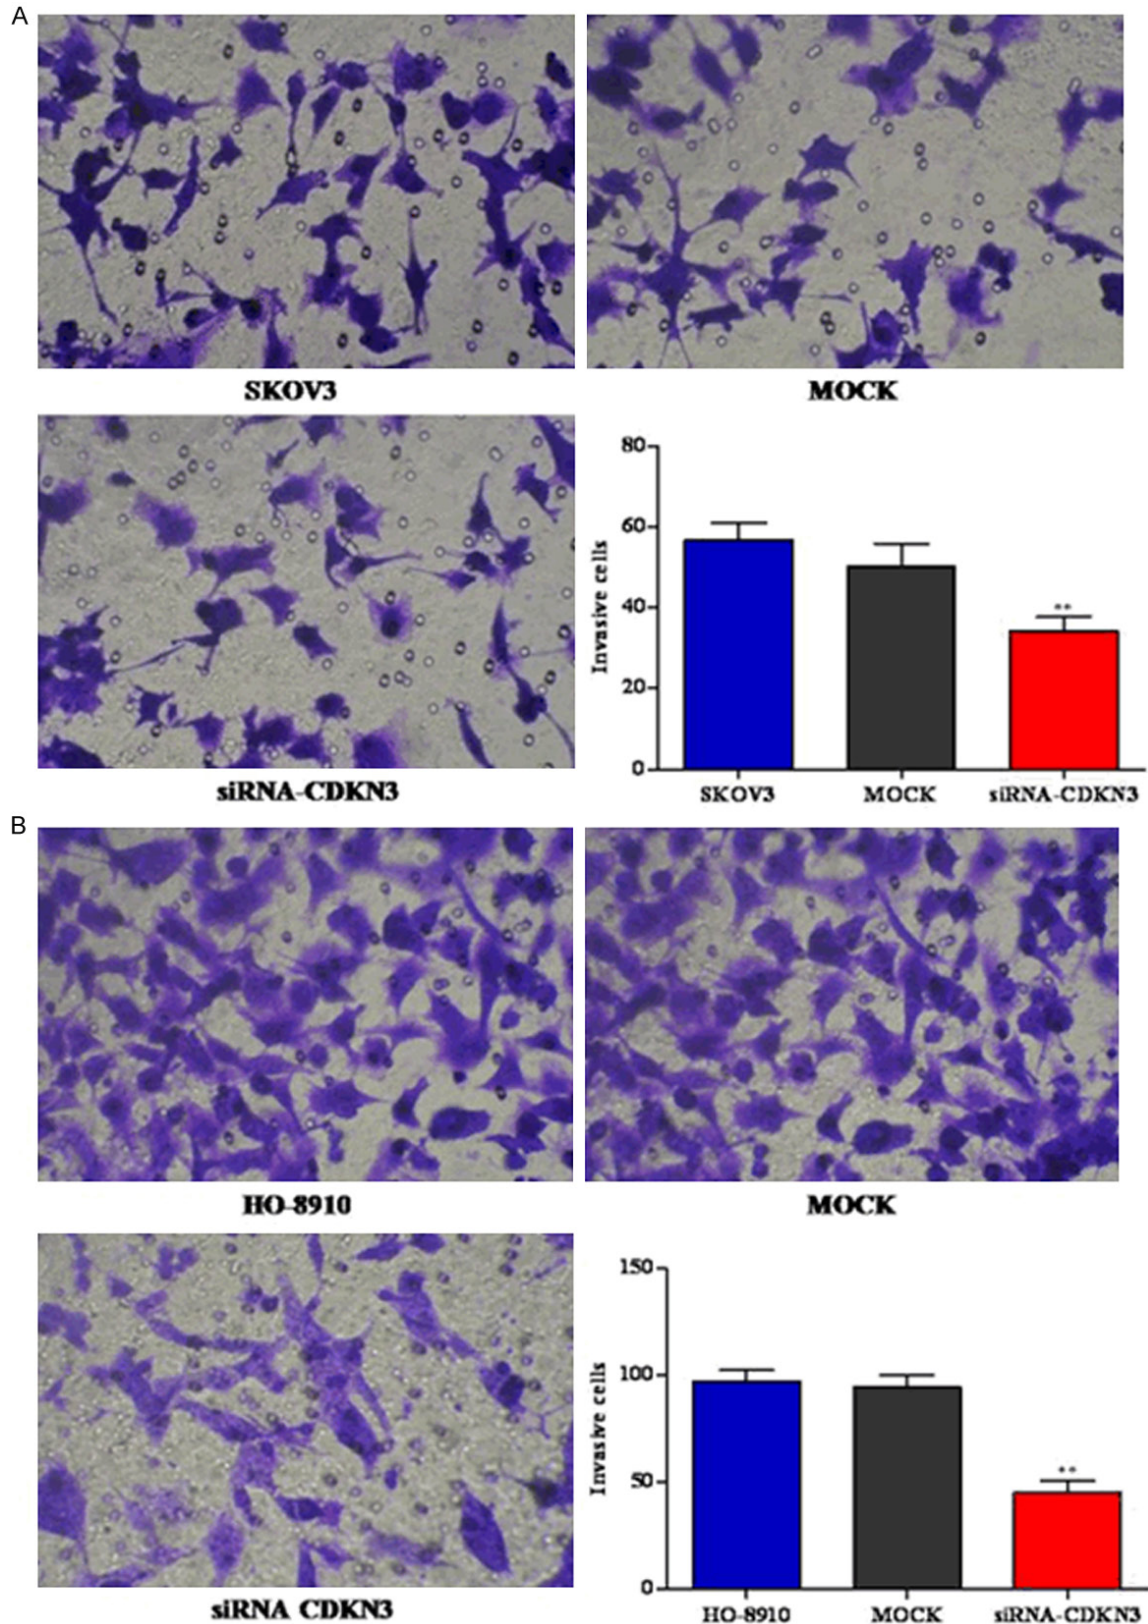 A
SKOV3
MOCK
siRNA-CDKN3
80
60
40
20
0
Invasive cells
**
SKOV3 MOCK siRNA-CDKN3
B
HO-8910
MOCK
siRNA CDKN3
150
100
50
0
Invasive cells
**
HO-8910 MOCK siRNA-CDKN3